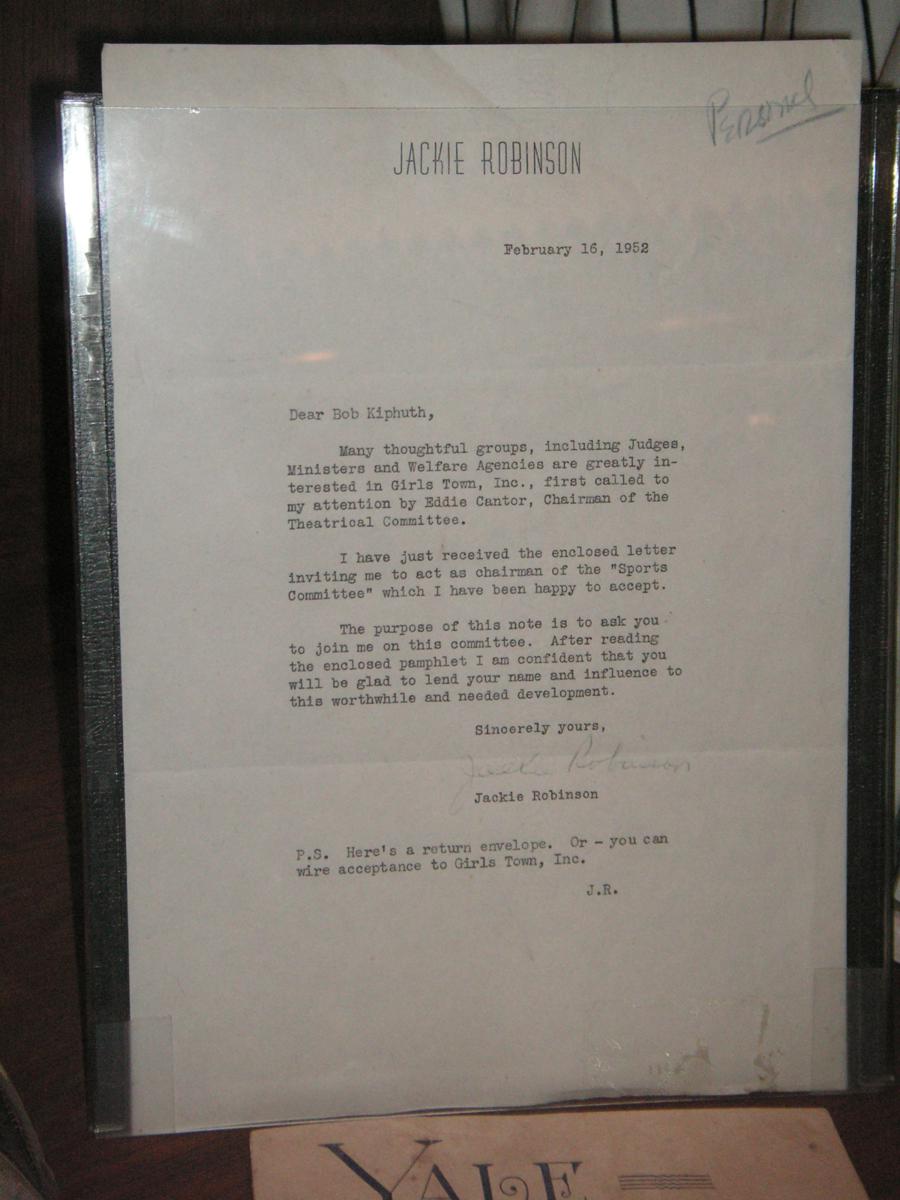 Personal
JACKIE ROBINSON
February 16, 1952
Dear Bob Kiphuth,
Many thoughtful groups, including Judges,
Ministers and Welfare Agencies are greatly in-
terested in Girls Town, Inc., first called to
my attention by Eddie Cantor, Chairman of the
Theatrical Committee.
I have just received the enclosed letter
inviting me to act as chairman of the "Sports
Committee" which I have been happy to accept.
The purpose of this note is to ask you
to join me on this committee. After reading
the enclosed pamphlet I am confident that you
will be glad to lend your name and influence to
this worthwhile and needed development.
Sincerely yours,
Jackie Robinson
Jackie Robinson
P.S. Here's a return envelope. Or - you can
wire acceptance to Girls Town, Inc.
J.R.
YALE